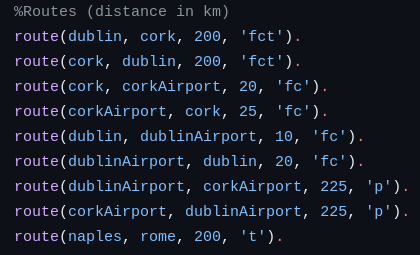 %Routes (distance in km)
route(dublin, cork, 200, 'fct').
route(cork, dublin, 200, 'fct').
route(cork, corkAirport, 20, 'fc').
route(corkAirport, cork, 25, 'fc').
route(dublin, dublinAirport, 10, 'fc').
route(dublinAirport, dublin, 20, 'fc').
route(dublinAirport, corkAirport, 225, 'p').
route(corkAirport, dublinAirport, 225, 'p').
route(naples, rome, 200, 't').